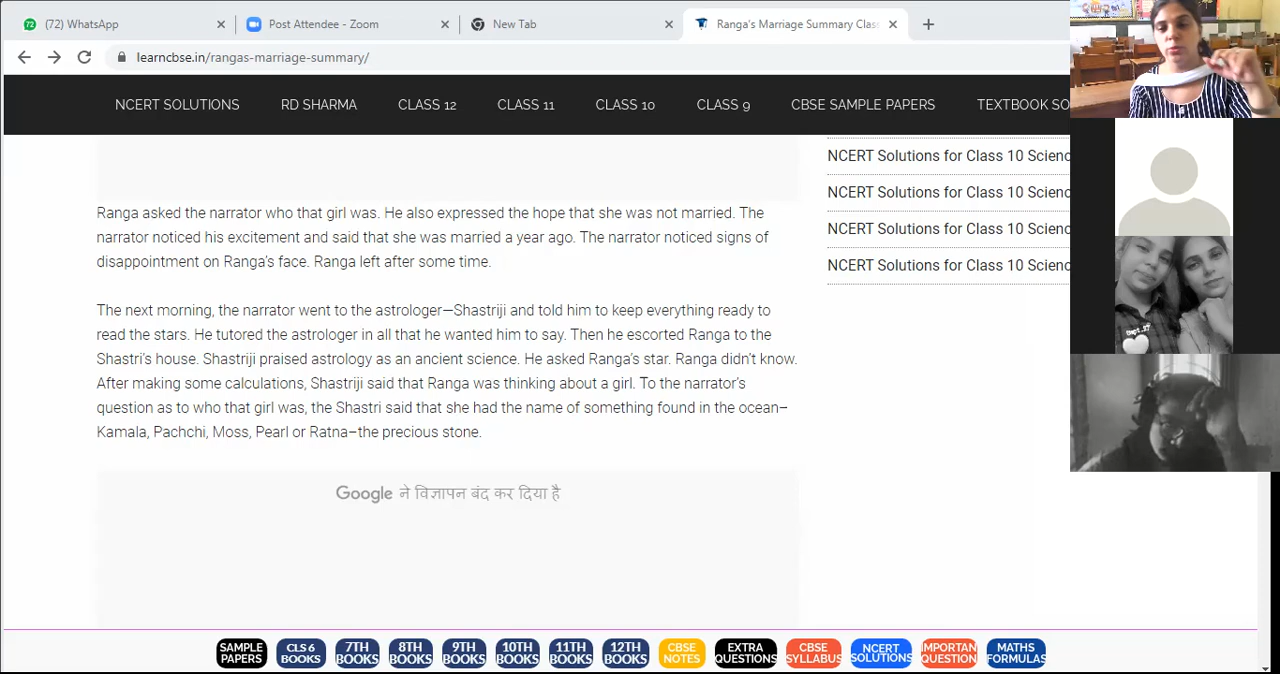 (72) WhatsApp
Post Attendee - Zoom
New Tab
Ranga's Marriage Summary Class
learncbse.in/rangas-marriage-summary/
NCERT SOLUTIONS RD SHARMA CLASS 12 CLASS 11 CLASS 10 CLASS 9 CBSE SAMPLE PAPERS TEXTBOOK SO
NCERT Solutions for Class 10 Scienc
NCERT Solutions for Class 10 Scienc
NCERT Solutions for Class 10 Scienc
NCERT Solutions for Class 10 Scienc
Ranga asked the narrator who that girl was. He also expressed the hope that she was not married. The
narrator noticed his excitement and said that she was married a year ago. The narrator noticed signs of
disappointment on Ranga's face. Ranga left after some time.
The next morning, the narrator went to the astrologer—Shastriji and told him to keep everything ready to
read the stars. He tutored the astrologer in all that he wanted him to say. Then he escorted Ranga to the
Shastri's house. Shastriji praised astrology as an ancient science. He asked Ranga's star. Ranga didn't know.
After making some calculations, Shastriji said that Ranga was thinking about a girl. To the narrator's
question as to who that girl was, the Shastri said that she had the name of something found in the ocean–
Kamala, Pachchi, Moss, Pearl or Ratna–the precious stone.
Google ने विज्ञापन बंद कर दिया है
SAMPLE PAPERS
CLS 6 BOOKS
7TH BOOKS
8TH BOOKS
9TH BOOKS
10TH BOOKS
11TH BOOKS
12TH BOOKS
CBSE NOTES
EXTRA QUESTIONS
CBSE SYLLABUS
NCERT SOLUTIONS
IMPORTAN QUESTION
MATHS FORMULAS